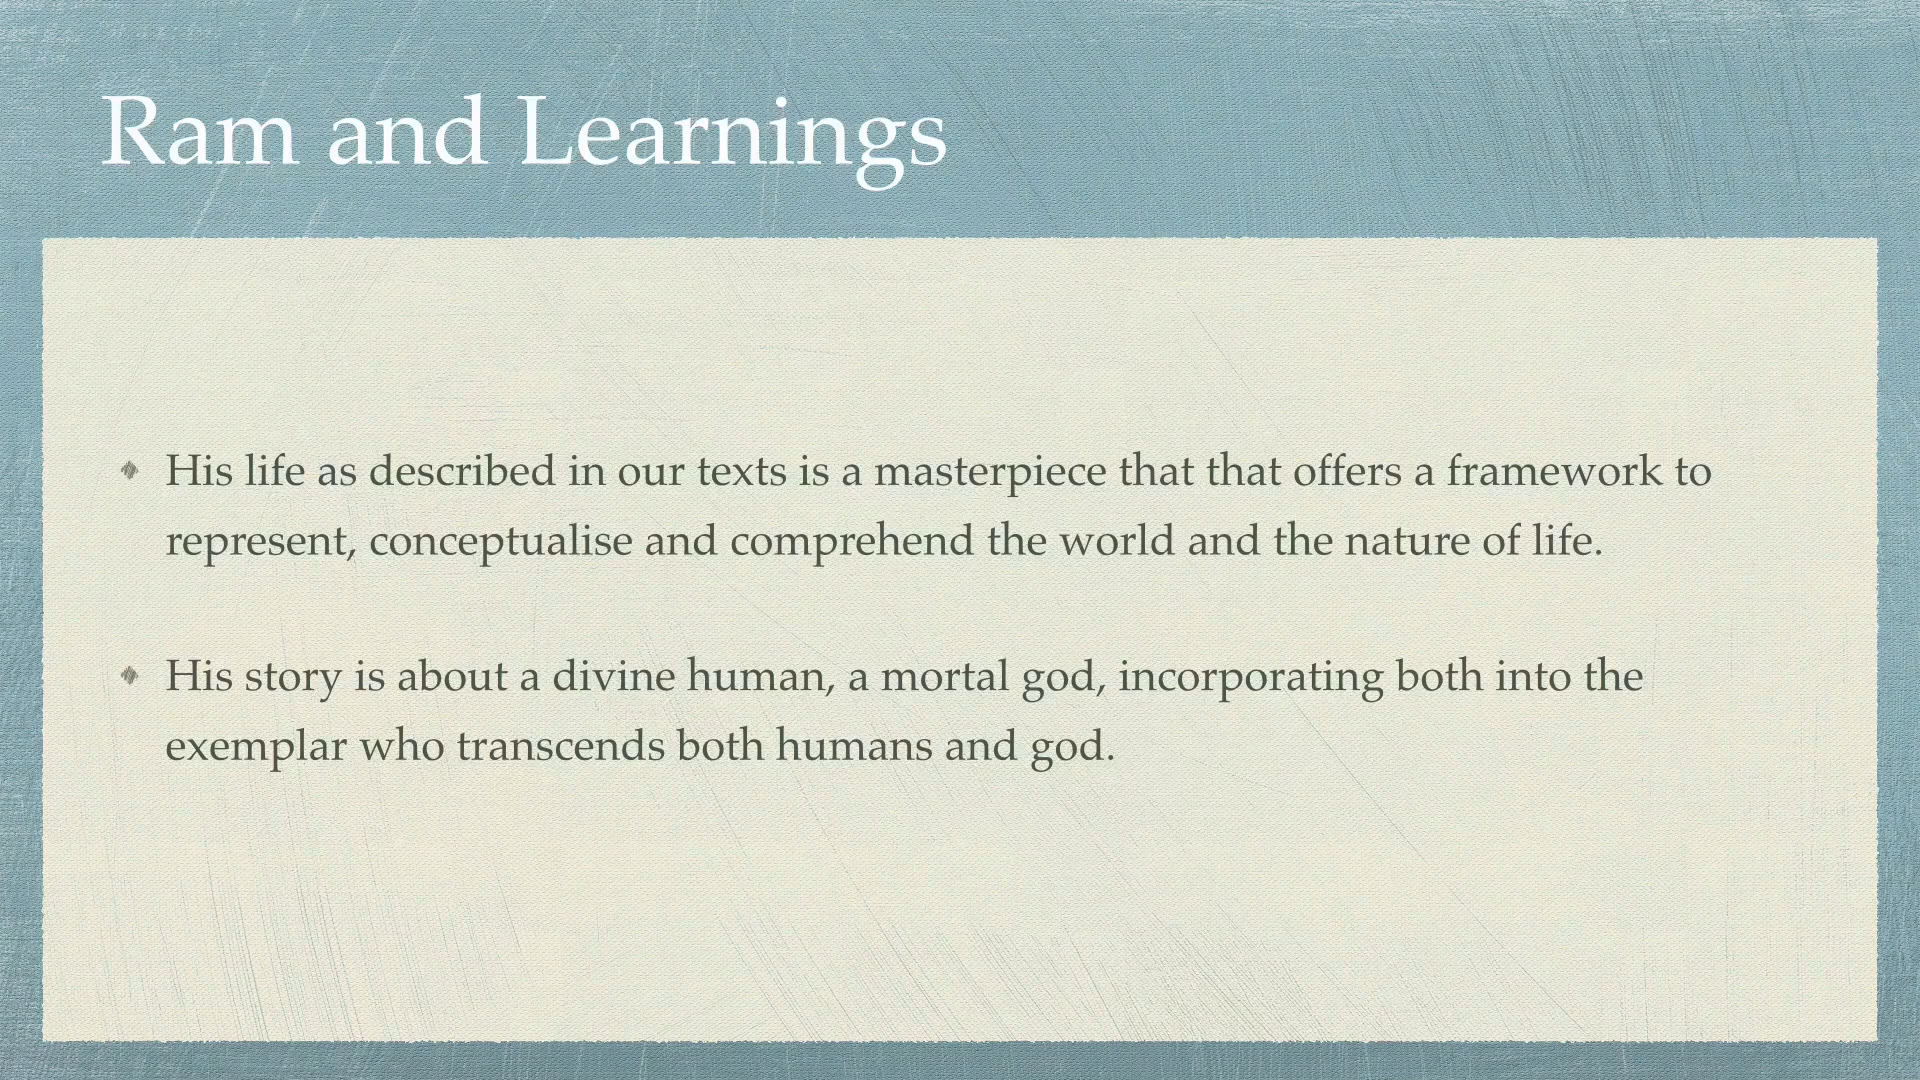 Ram and Learnings
His life as described in our texts is a masterpiece that that offers a framework to
represent, conceptualise and comprehend the world and the nature of life.
His story is about a divine human, a mortal god, incorporating both into the
exemplar who transcends both humans and god.